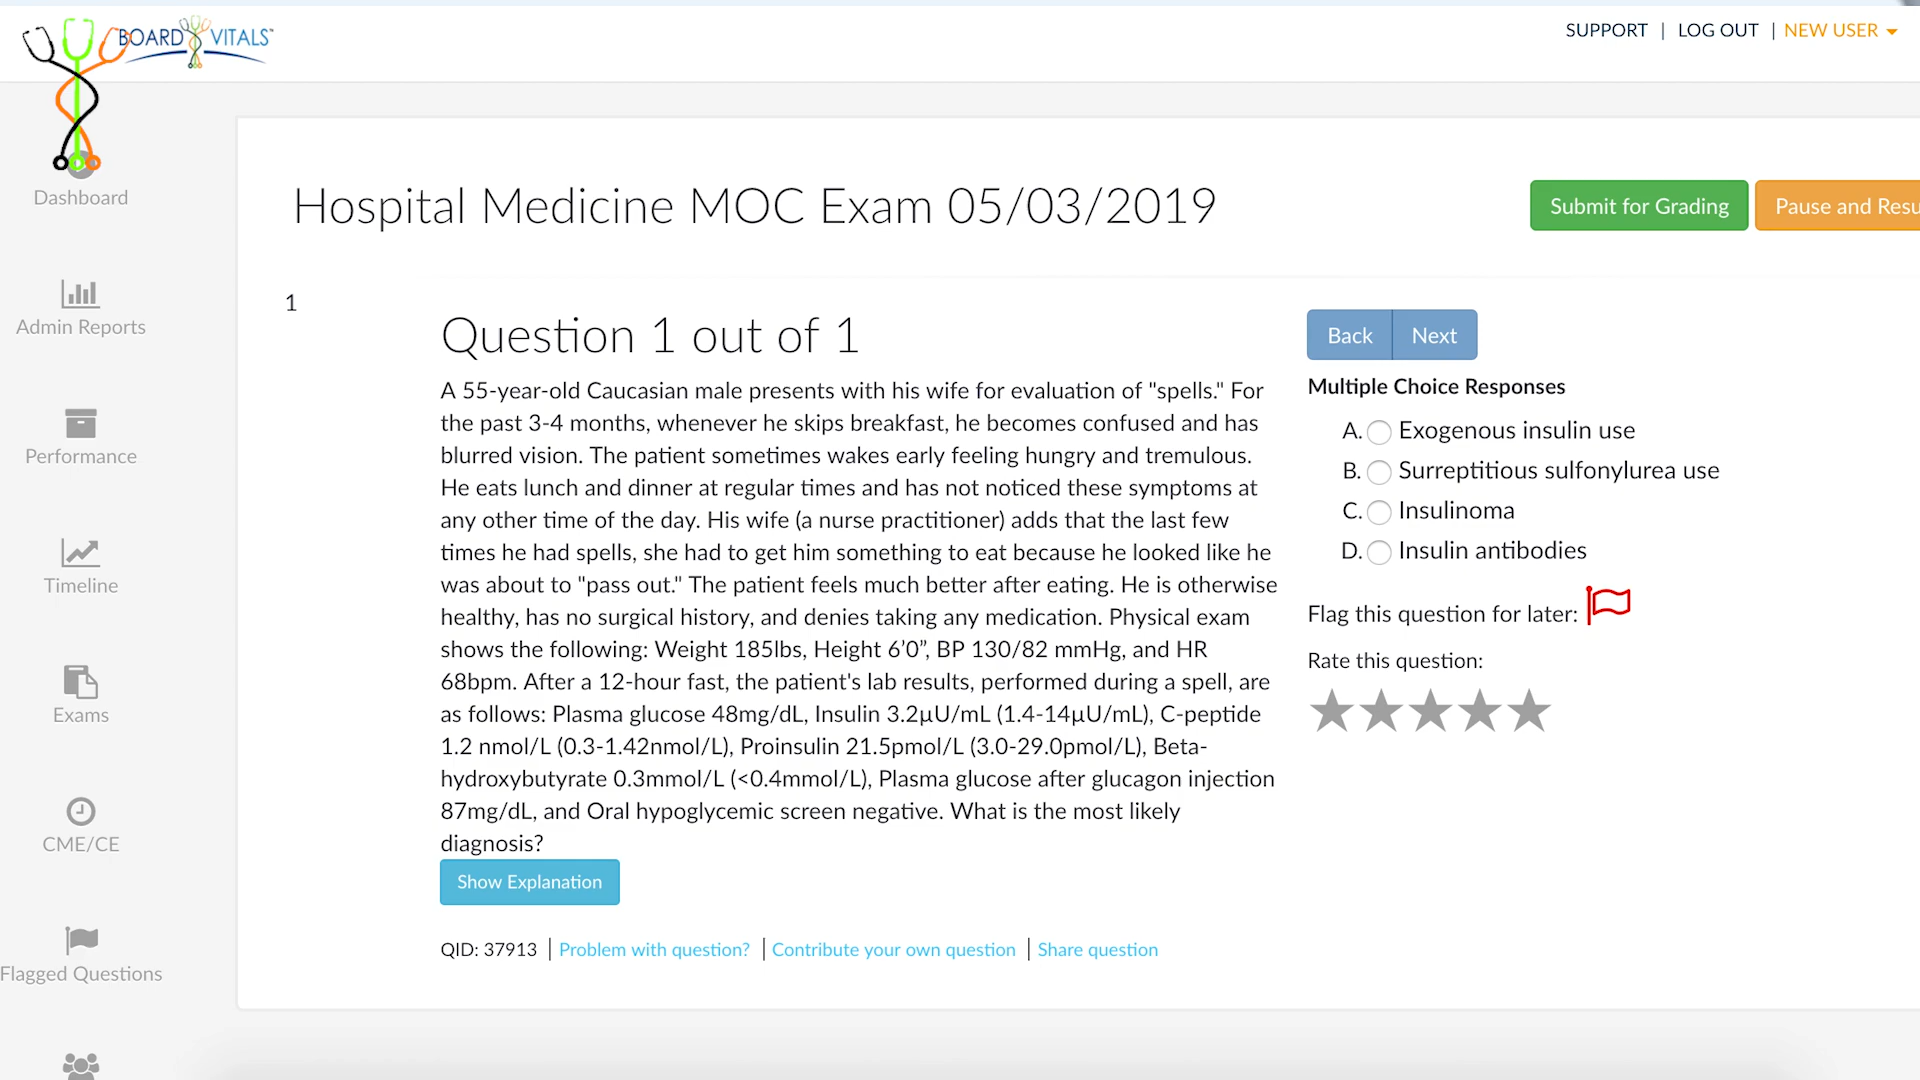 BOARD VITALS™
SUPPORT | LOG OUT | NEW USER
Dashboard
Admin Reports
Performance
Timeline
Exams
CME/CE
Flagged Questions
Hospital Medicine MOC Exam 05/03/2019
Submit for Grading
Pause and Resu
1
Question 1 out of 1
A 55-year-old Caucasian male presents with his wife for evaluation of "spells." For
the past 3-4 months, whenever he skips breakfast, he becomes confused and has
blurred vision. The patient sometimes wakes early feeling hungry and tremulous.
He eats lunch and dinner at regular times and has not noticed these symptoms at
any other time of the day. His wife (a nurse practitioner) adds that the last few
times he had spells, she had to get him something to eat because he looked like he
was about to "pass out." The patient feels much better after eating. He is otherwise
healthy, has no surgical history, and denies taking any medication. Physical exam
shows the following: Weight 185lbs, Height 6’0”, BP 130/82 mmHg, and HR
68bpm. After a 12-hour fast, the patient's lab results, performed during a spell, are
as follows: Plasma glucose 48mg/dL, Insulin 3.2µU/mL (1.4-14µU/mL), C-peptide
1.2 nmol/L (0.3-1.42nmol/L), Proinsulin 21.5pmol/L (3.0-29.0pmol/L), Beta-
hydroxybutyrate 0.3mmol/L (<0.4mmol/L), Plasma glucose after glucagon injection
87mg/dL, and Oral hypoglycemic screen negative. What is the most likely
diagnosis?
Show Explanation
QID: 37913 | Problem with question? | Contribute your own question | Share question
Back
Next
Multiple Choice Responses
A. Exogenous insulin use
B. Surreptitious sulfonylurea use
C. Insulinoma
D. Insulin antibodies
Flag this question for later:
Rate this question: